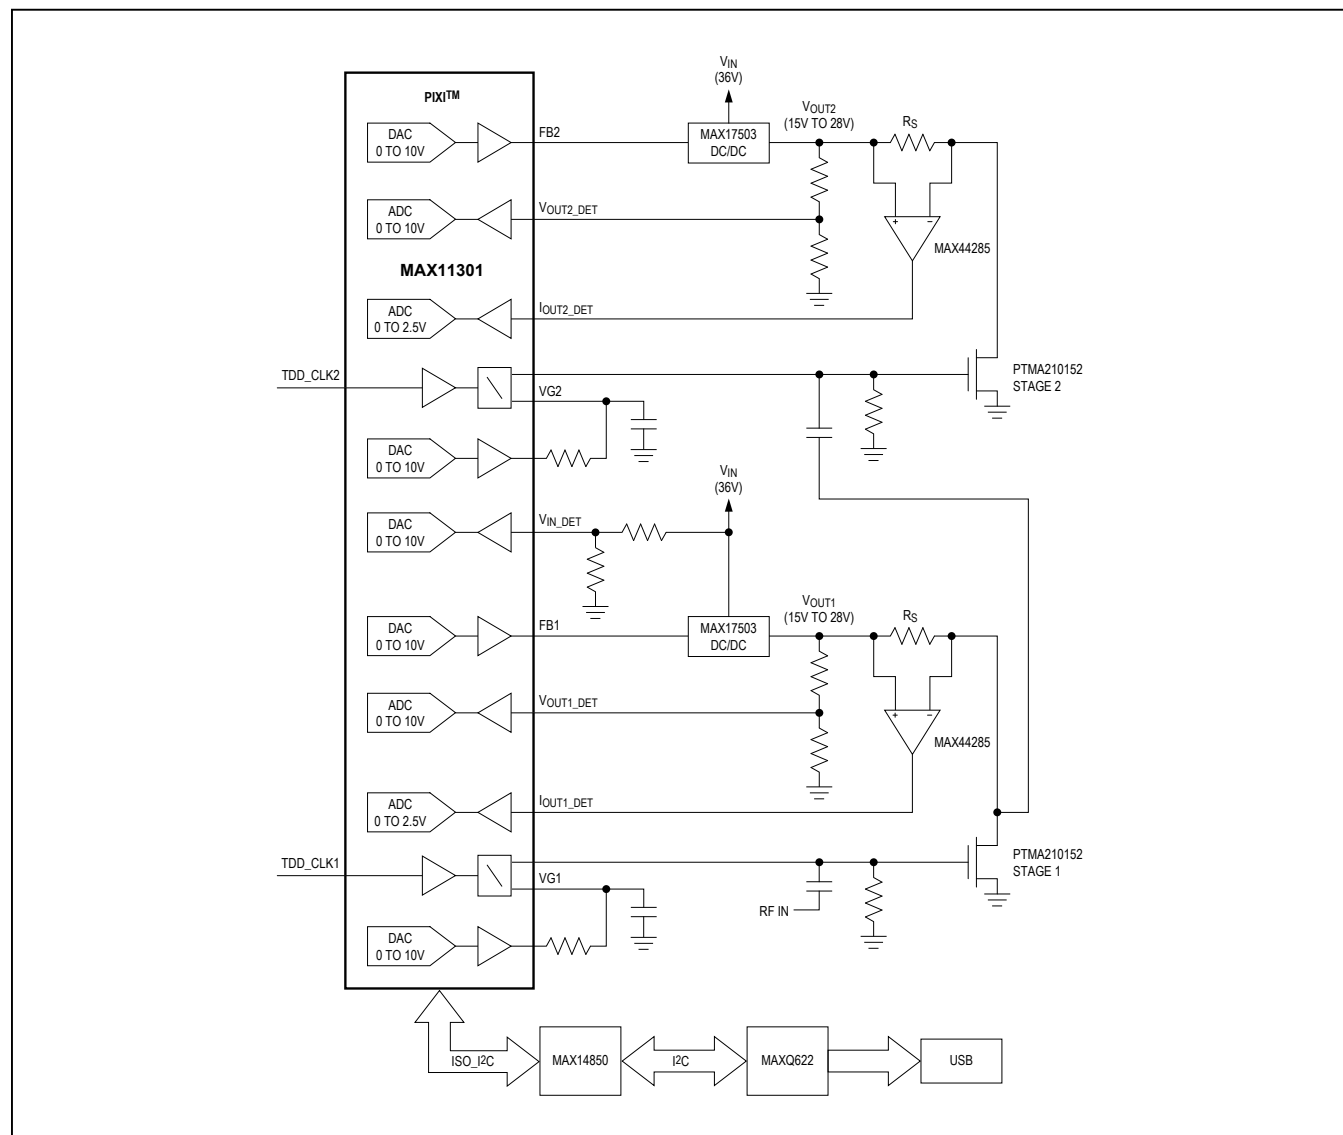 PIXI™
VIN
(36V)
VOUT2
(15V TO 28V)
RS
DAC
0 TO 10V
FB2
MAX17503
DC/DC
ADC
0 TO 10V
VOUT2_DET
MAX44285
+
−
MAX11301
ADC
0 TO 2.5V
IOUT2_DET
TDD_CLK2
PTMA210152
STAGE 2
VG2
DAC
0 TO 10V
VIN
(36V)
DAC
0 TO 10V
VIN_DET
VOUT1
(15V TO 28V)
RS
DAC
0 TO 10V
FB1
MAX17503
DC/DC
ADC
0 TO 10V
VOUT1_DET
+
−
MAX44285
ADC
0 TO 2.5V
IOUT1_DET
TDD_CLK1
PTMA210152
STAGE 1
VG1
RF IN
DAC
0 TO 10V
ISO_I²C
MAX14850
I²C
MAXQ622
USB